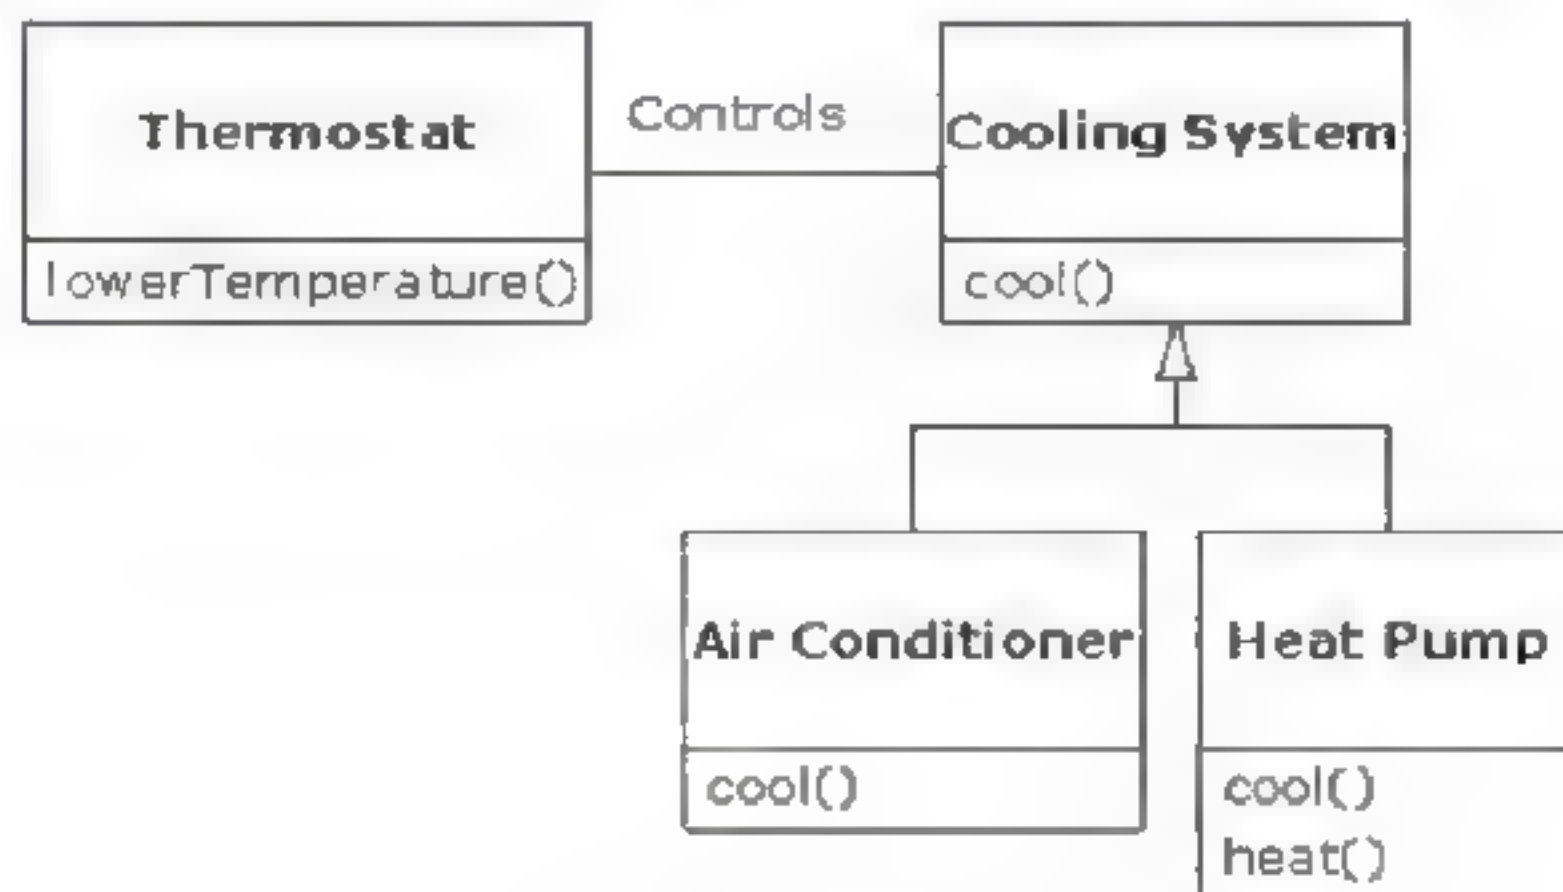 Thermostat
Controls
Cooling System
lowerTemperature()
cool()
Air Conditioner
Heat Pump
cool()
cool()
heat()